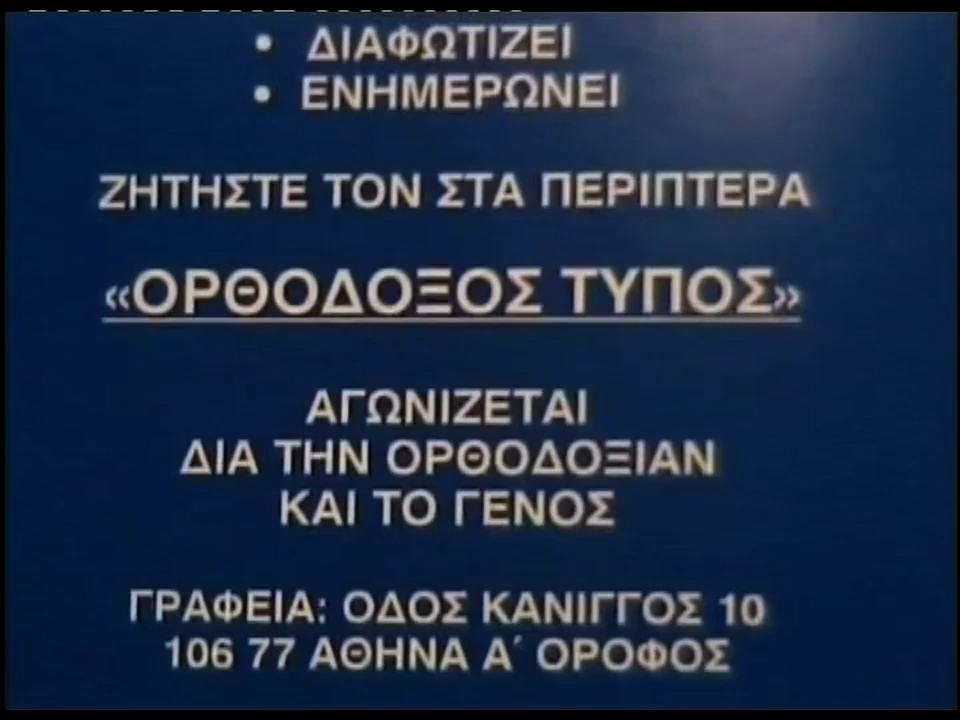 • ΔΙΑΦΩΤΙΖΕΙ
• ΕΝΗΜΕΡΩΝΕΙ
ΖΗΤΗΣΤΕ ΤΟΝ ΣΤΑ ΠΕΡΙΠΤΕΡΑ
«ΟΡΘΟΔΟΞΟΣ ΤΥΠΟΣ»
ΑΓΩΝΙΖΕΤΑΙ
ΔΙΑ ΤΗΝ ΟΡΘΟΔΟΞΙΑΝ
ΚΑΙ ΤΟ ΓΕΝΟΣ
ΓΡΑΦΕΙΑ: ΟΔΟΣ ΚΑΝΙΓΓΟΣ 10
106 77 ΑΘΗΝΑ Α΄ ΟΡΟΦΟΣ